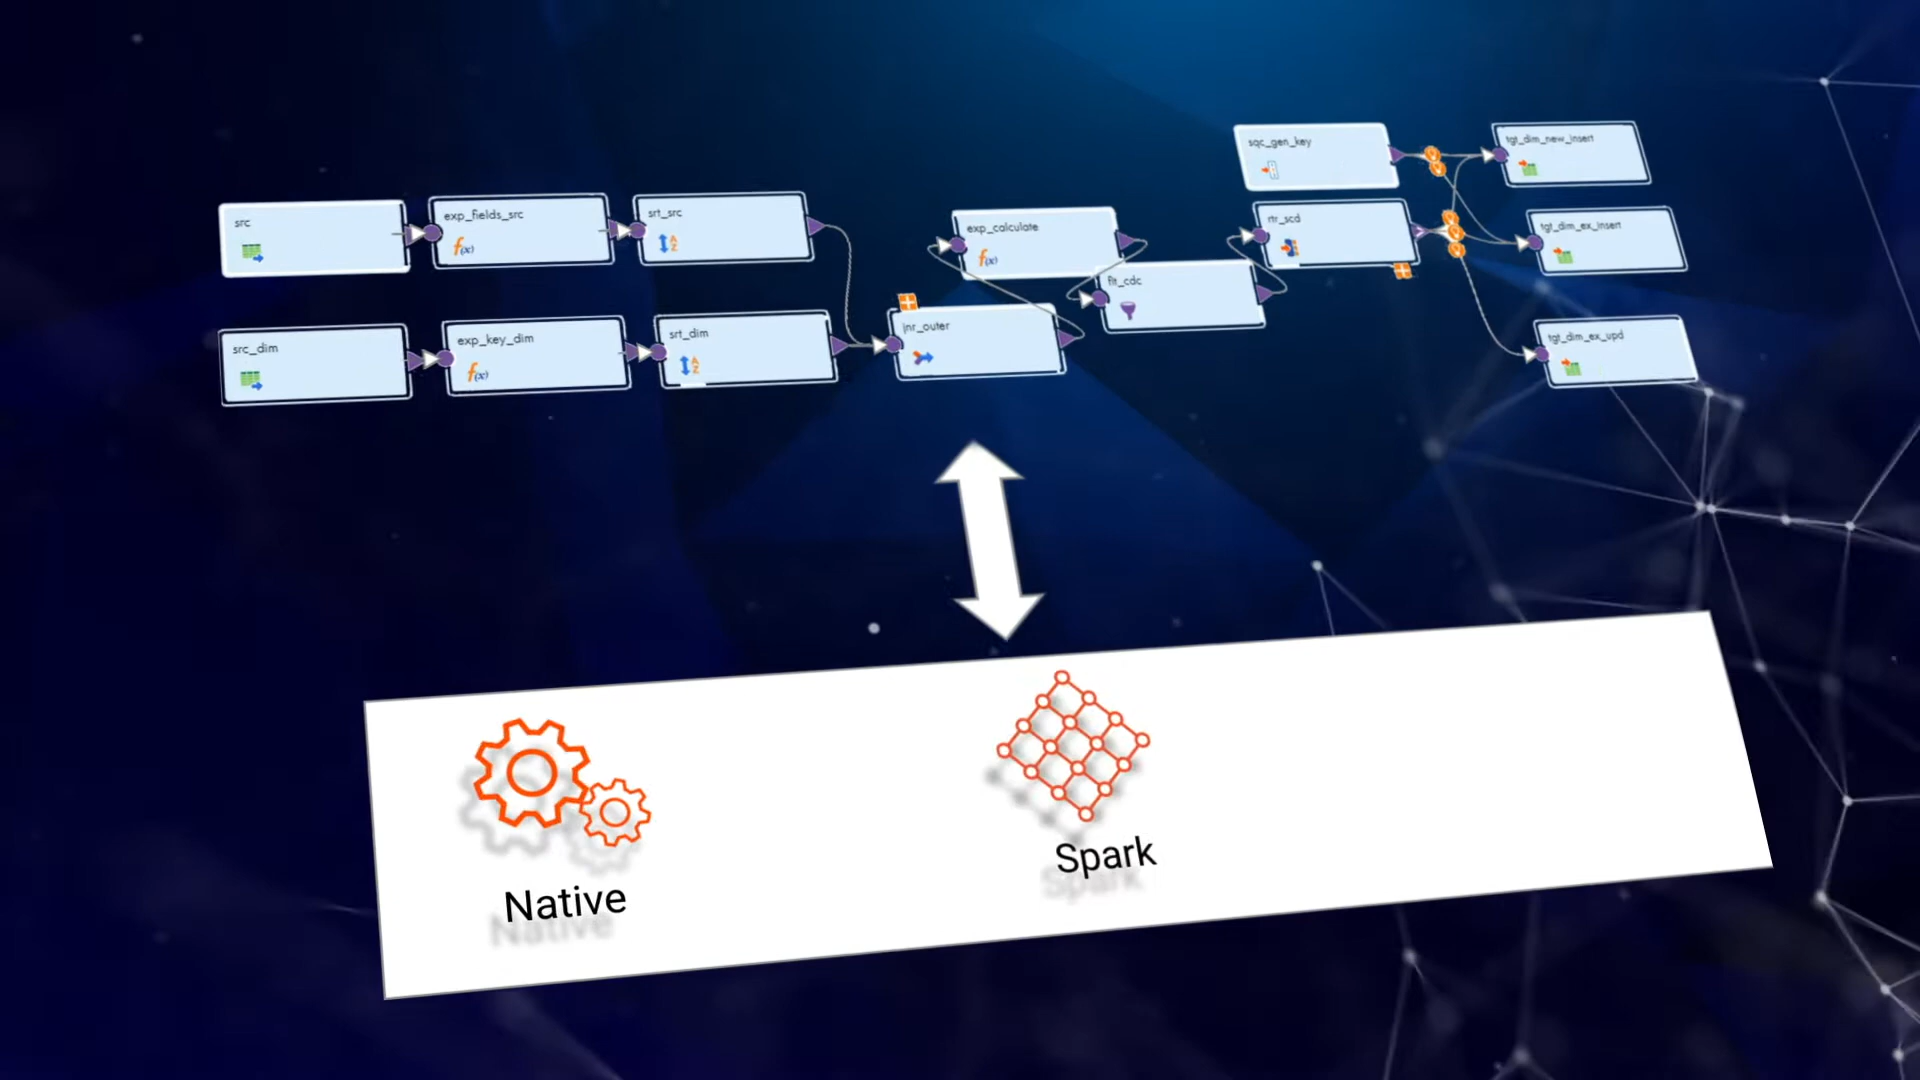 src
exp_fields_src
srt_src
src_dim
exp_key_dim
srt_dim
jnr_outer
exp_calculate
flt_cdc
sqc_gen_key
rtr_scd
tgt_dim_new_insert
tgt_dim_ex_insert
tgt_dim_ex_upd
Native
Spark